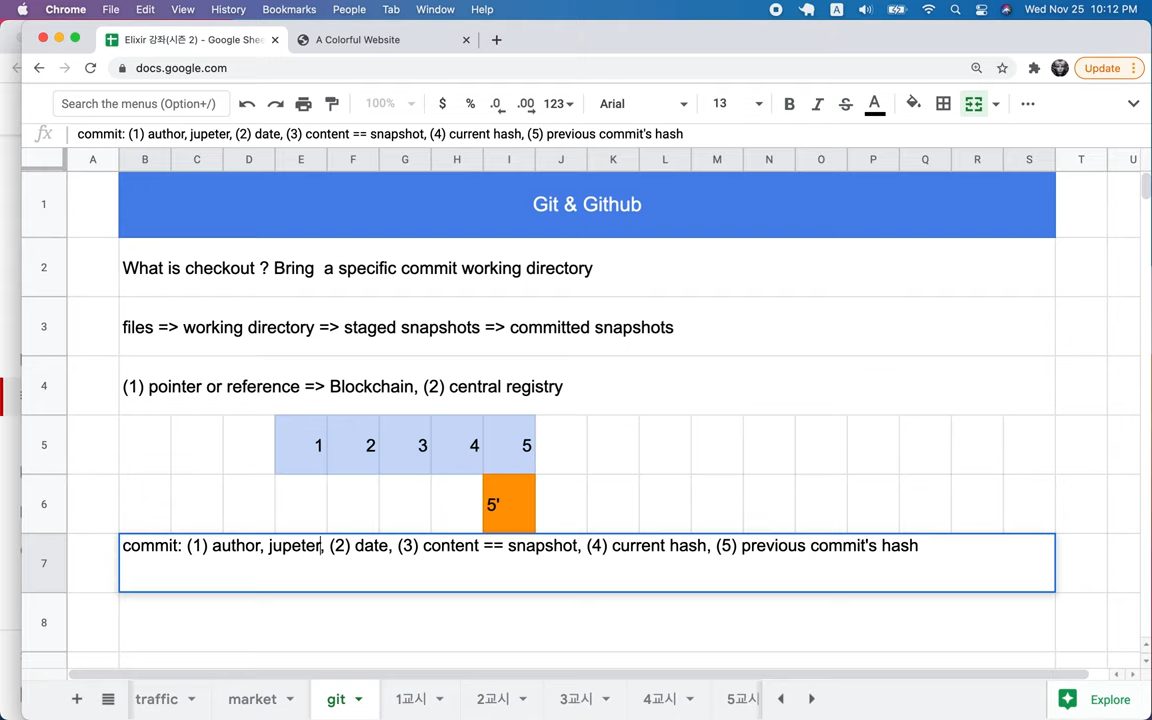 Chrome File Edit View History Bookmarks People Tab Window Help A Wed Nov 25 10:12 PM
Elixir 강좌(시즌 2) - Google Shee A Colorful Website
docs.google.com Update
Search the menus (Option+/) 100% $ % .0 .00 123 Arial 13 B I S A
fx commit: (1) author, jupeter, (2) date, (3) content == snapshot, (4) current hash, (5) previous commit's hash
A B C D E F G H I J K L M N O P Q R S T U
1 Git & Github
2 What is checkout ? Bring a specific commit working directory
3 files => working directory => staged snapshots => committed snapshots
4 (1) pointer or reference => Blockchain, (2) central registry
5 1 2 3 4 5
6 5'
7 commit: (1) author, jupeter, (2) date, (3) content == snapshot, (4) current hash, (5) previous commit's hash
8
traffic market git 1교시 2교시 3교시 4교시 5교시 Explore